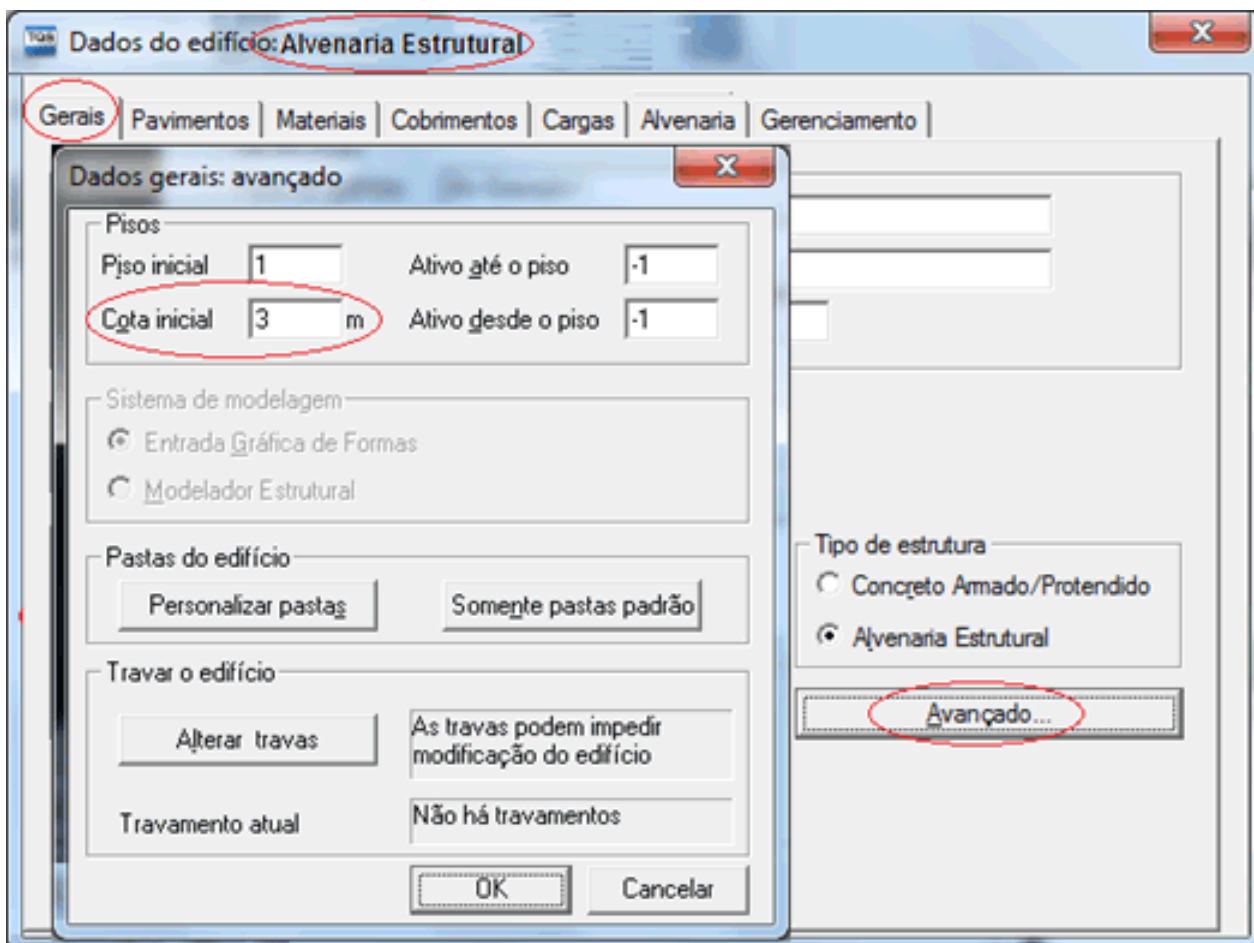 TQS Dados do edifício: Alvenaria Estrutural
Gerais Pavimentos Materiais Cobrimentos Cargas Alvenaria Gerenciamento
Dados gerais: avançado
Pisos
Piso inicial 1 Ativo até o piso -1
Cota inicial 3 m Ativo desde o piso -1
Sistema de modelagem
Entrada Gráfica de Formas
Modelador Estrutural
Pastas do edifício
Personalizar pastas Somente pastas padrão
Travar o edifício
Alterar travas
As travas podem impedir
modificação do edifício
Travamento atual
Não há travamentos
OK Cancelar
Tipo de estrutura
Concreto Armado/Protendido
Alvenaria Estrutural
Avançado...